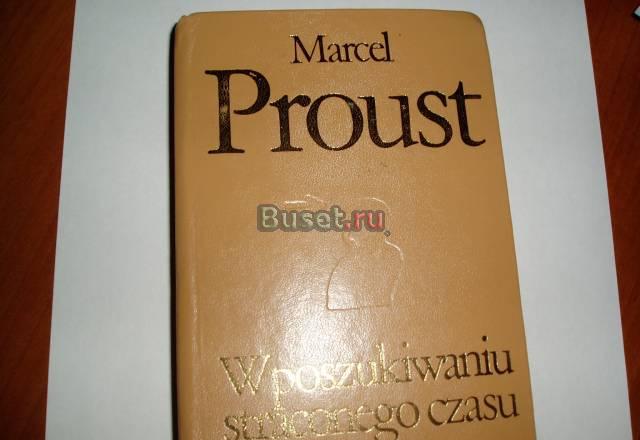 Marcel
Proust
Buset.ru
W poszukiwaniu
straconego czasu